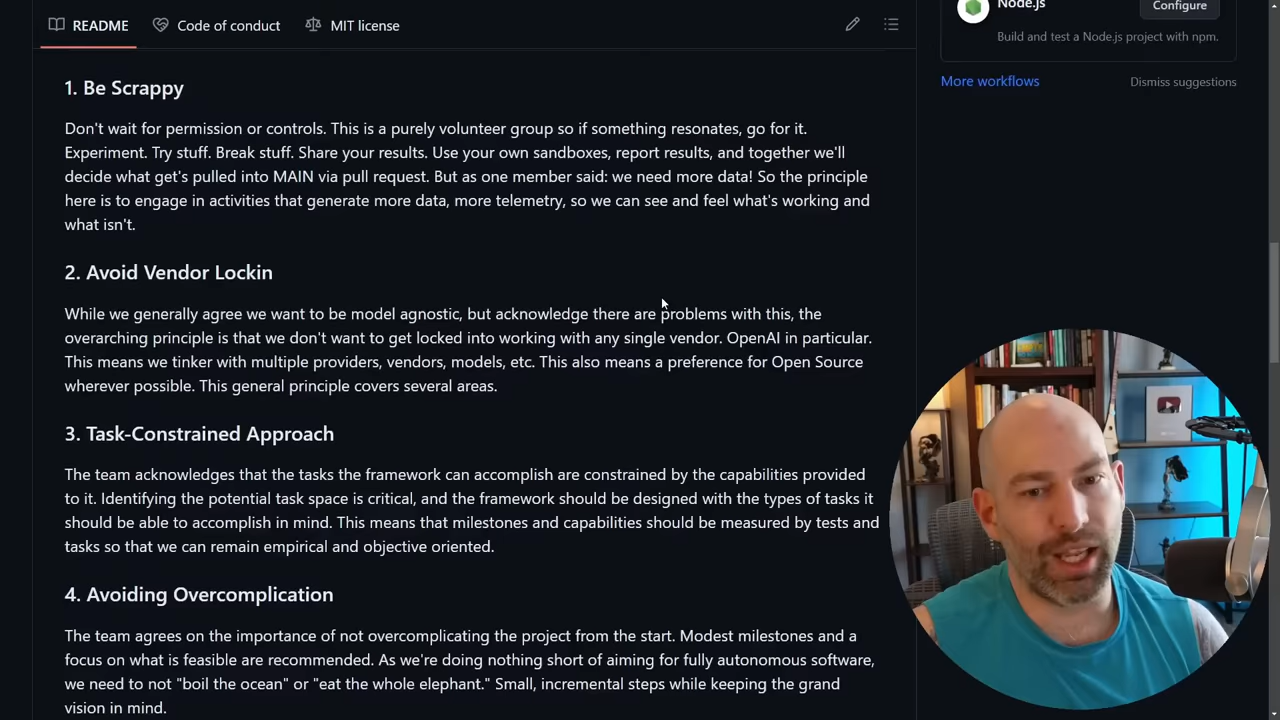 README
Code of conduct
MIT license
Node.js
Configure
Build and test a Node.js project with npm.
More workflows
Dismiss suggestions
1. Be Scrappy
Don't wait for permission or controls. This is a purely volunteer group so if something resonates, go for it.
Experiment. Try stuff. Break stuff. Share your results. Use your own sandboxes, report results, and together we'll
decide what get's pulled into MAIN via pull request. But as one member said: we need more data! So the principle
here is to engage in activities that generate more data, more telemetry, so we can see and feel what's working and
what isn't.
2. Avoid Vendor Lockin
While we generally agree we want to be model agnostic, but acknowledge there are problems with this, the
overarching principle is that we don't want to get locked into working with any single vendor. OpenAI in particular.
This means we tinker with multiple providers, vendors, models, etc. This also means a preference for Open Source
wherever possible. This general principle covers several areas.
3. Task-Constrained Approach
The team acknowledges that the tasks the framework can accomplish are constrained by the capabilities provided
to it. Identifying the potential task space is critical, and the framework should be designed with the types of tasks it
should be able to accomplish in mind. This means that milestones and capabilities should be measured by tests and
tasks so that we can remain empirical and objective oriented.
4. Avoiding Overcomplication
The team agrees on the importance of not overcomplicating the project from the start. Modest milestones and a
focus on what is feasible are recommended. As we're doing nothing short of aiming for fully autonomous software,
we need to not "boil the ocean" or "eat the whole elephant." Small, incremental steps while keeping the grand
vision in mind.